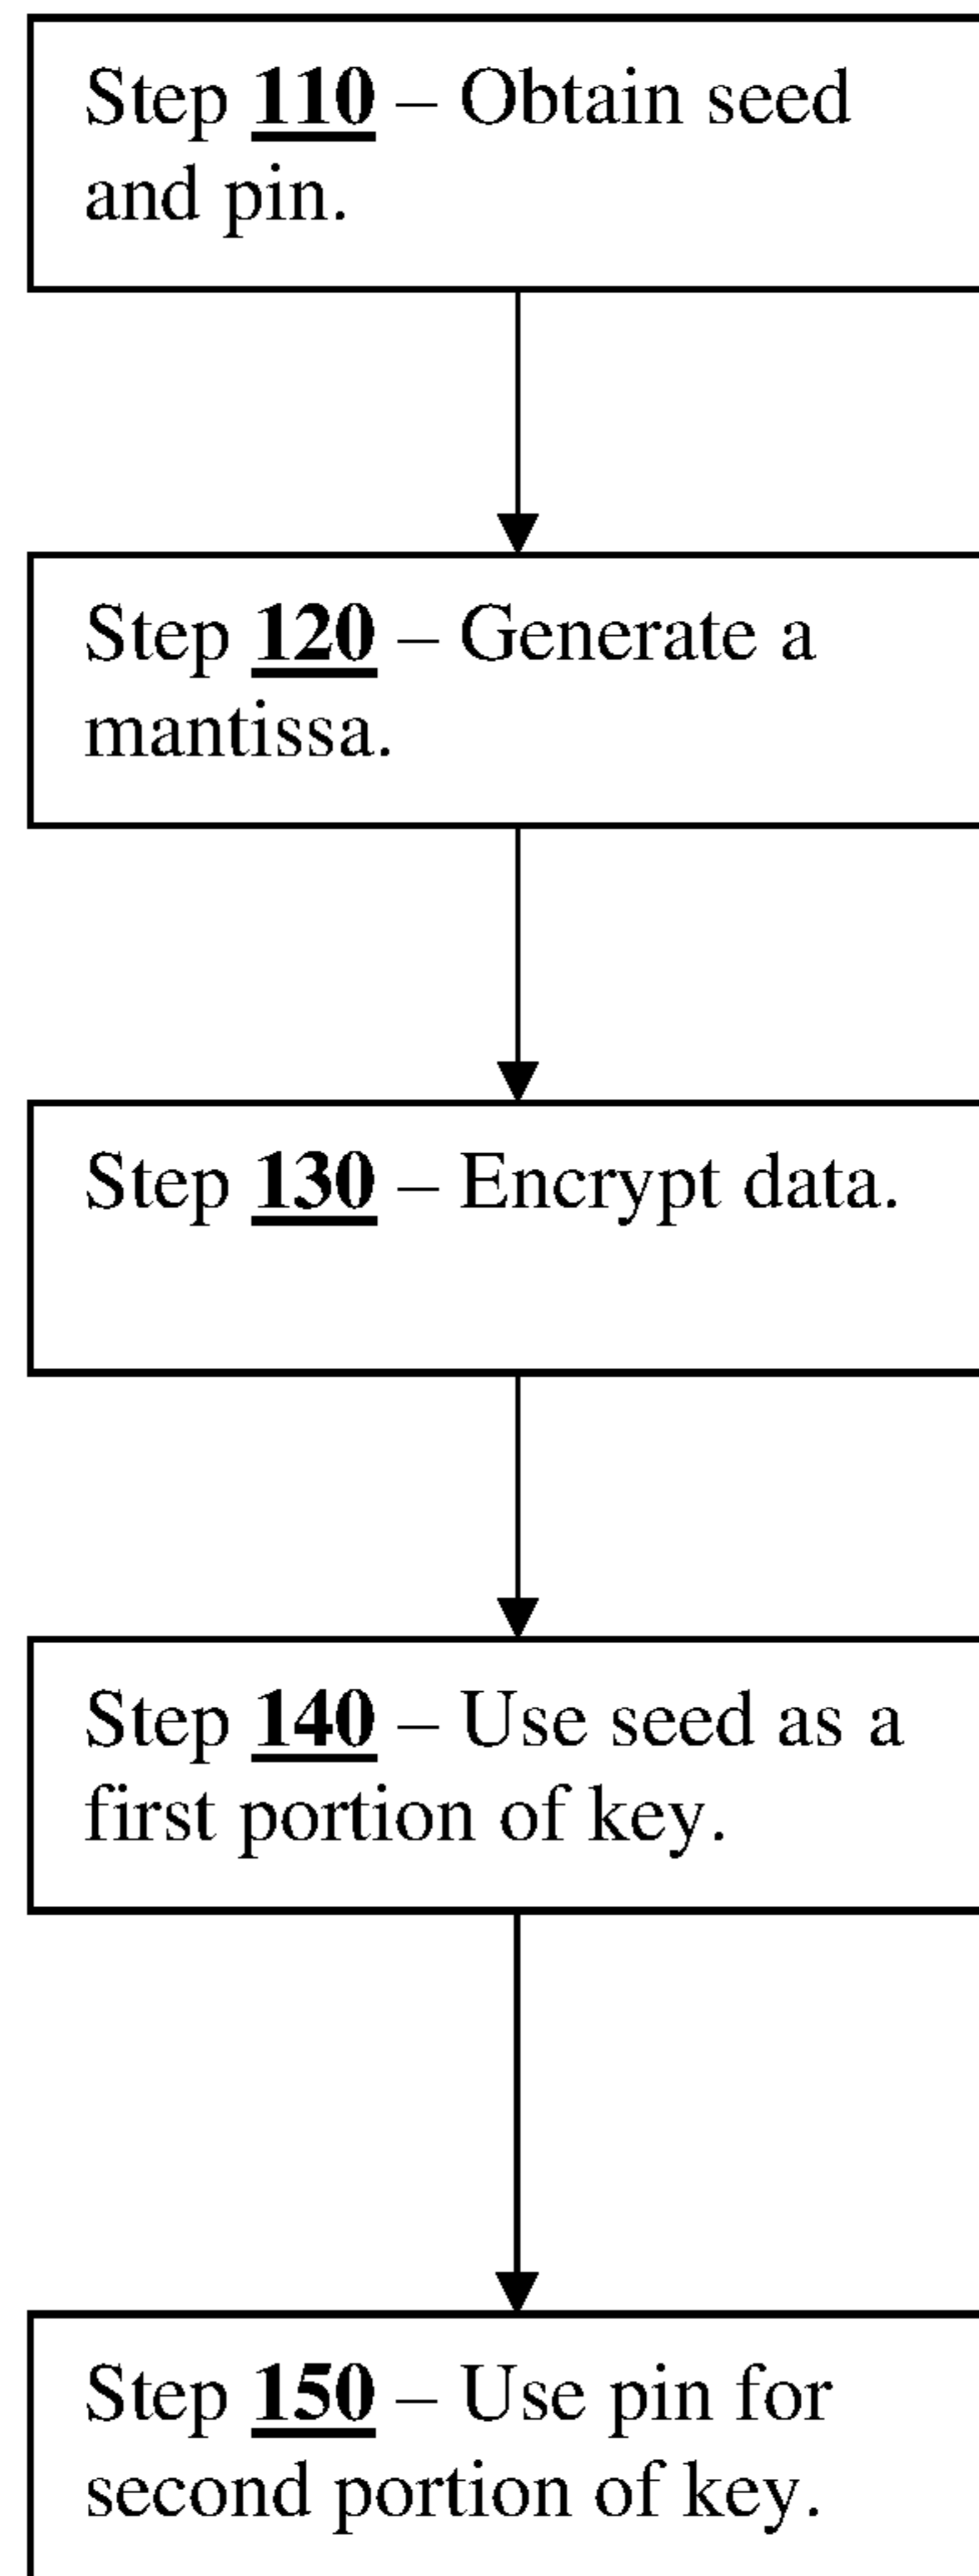 Step 110 – Obtain seed
and pin.
Step 120 – Generate a
mantissa.
Step 130 – Encrypt data.
Step 140 – Use seed as a
first portion of key.
Step 150 – Use pin for
second portion of key.